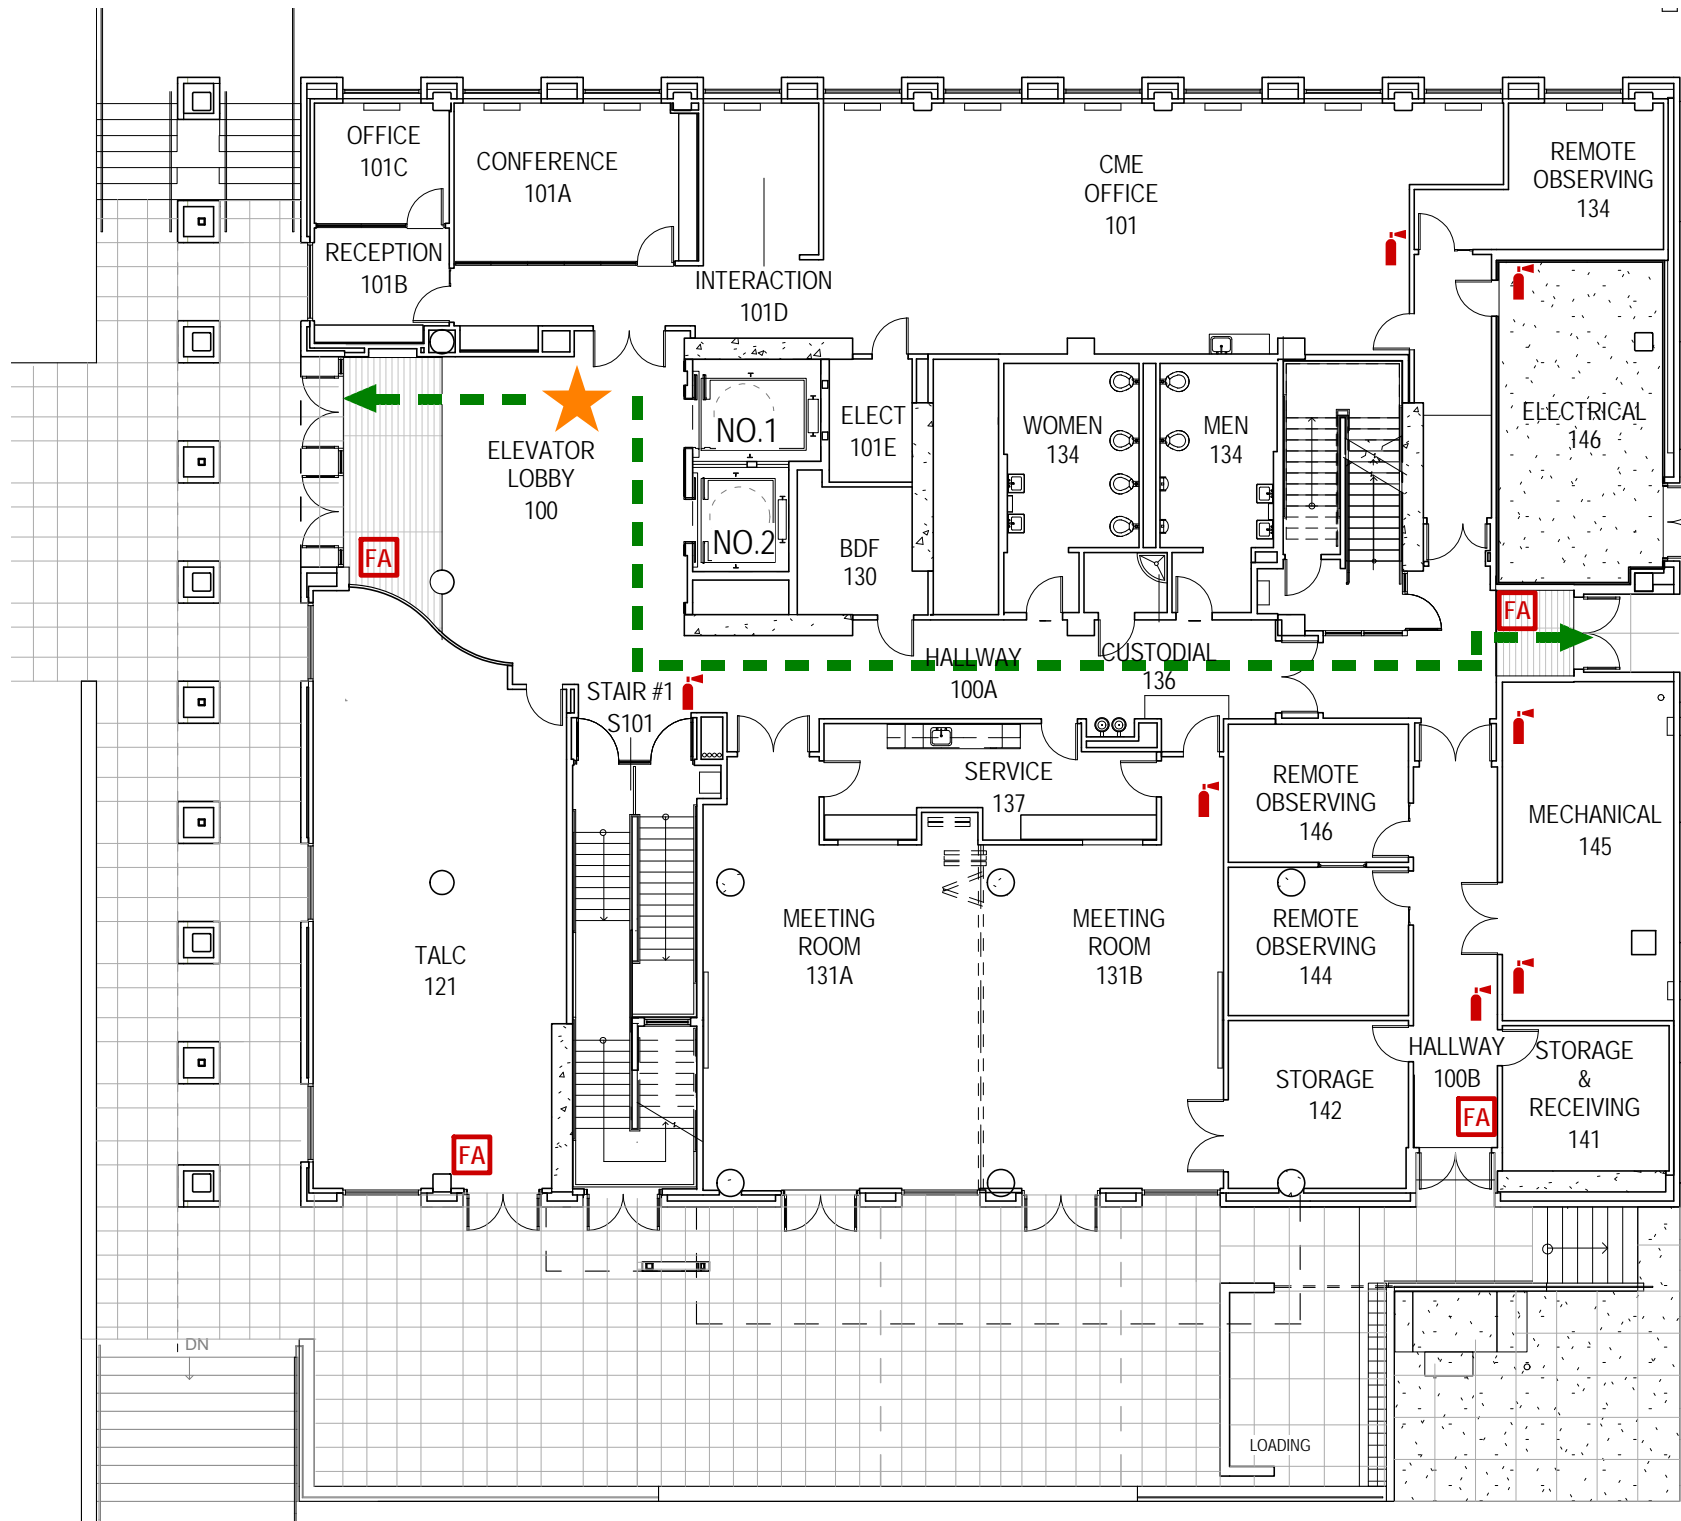 OFFICE
101C
CONFERENCE
101A
CME
OFFICE
101
REMOTE
OBSERVING
134
RECEPTION
101B
INTERACTION
101D
NO.1
ELECT
101E
WOMEN
134
MEN
134
ELECTRICAL
146
ELEVATOR
LOBBY
100
NO.2
BDF
130
FA
FA
HALLWAY
100A
CUSTODIAL
136
STAIR #1
S101
SERVICE
137
REMOTE
OBSERVING
146
MECHANICAL
145
TALC
121
MEETING
ROOM
131A
MEETING
ROOM
131B
REMOTE
OBSERVING
144
HALLWAY
100B
STORAGE
&
RECEIVING
141
STORAGE
142
FA
FA
DN
LOADING